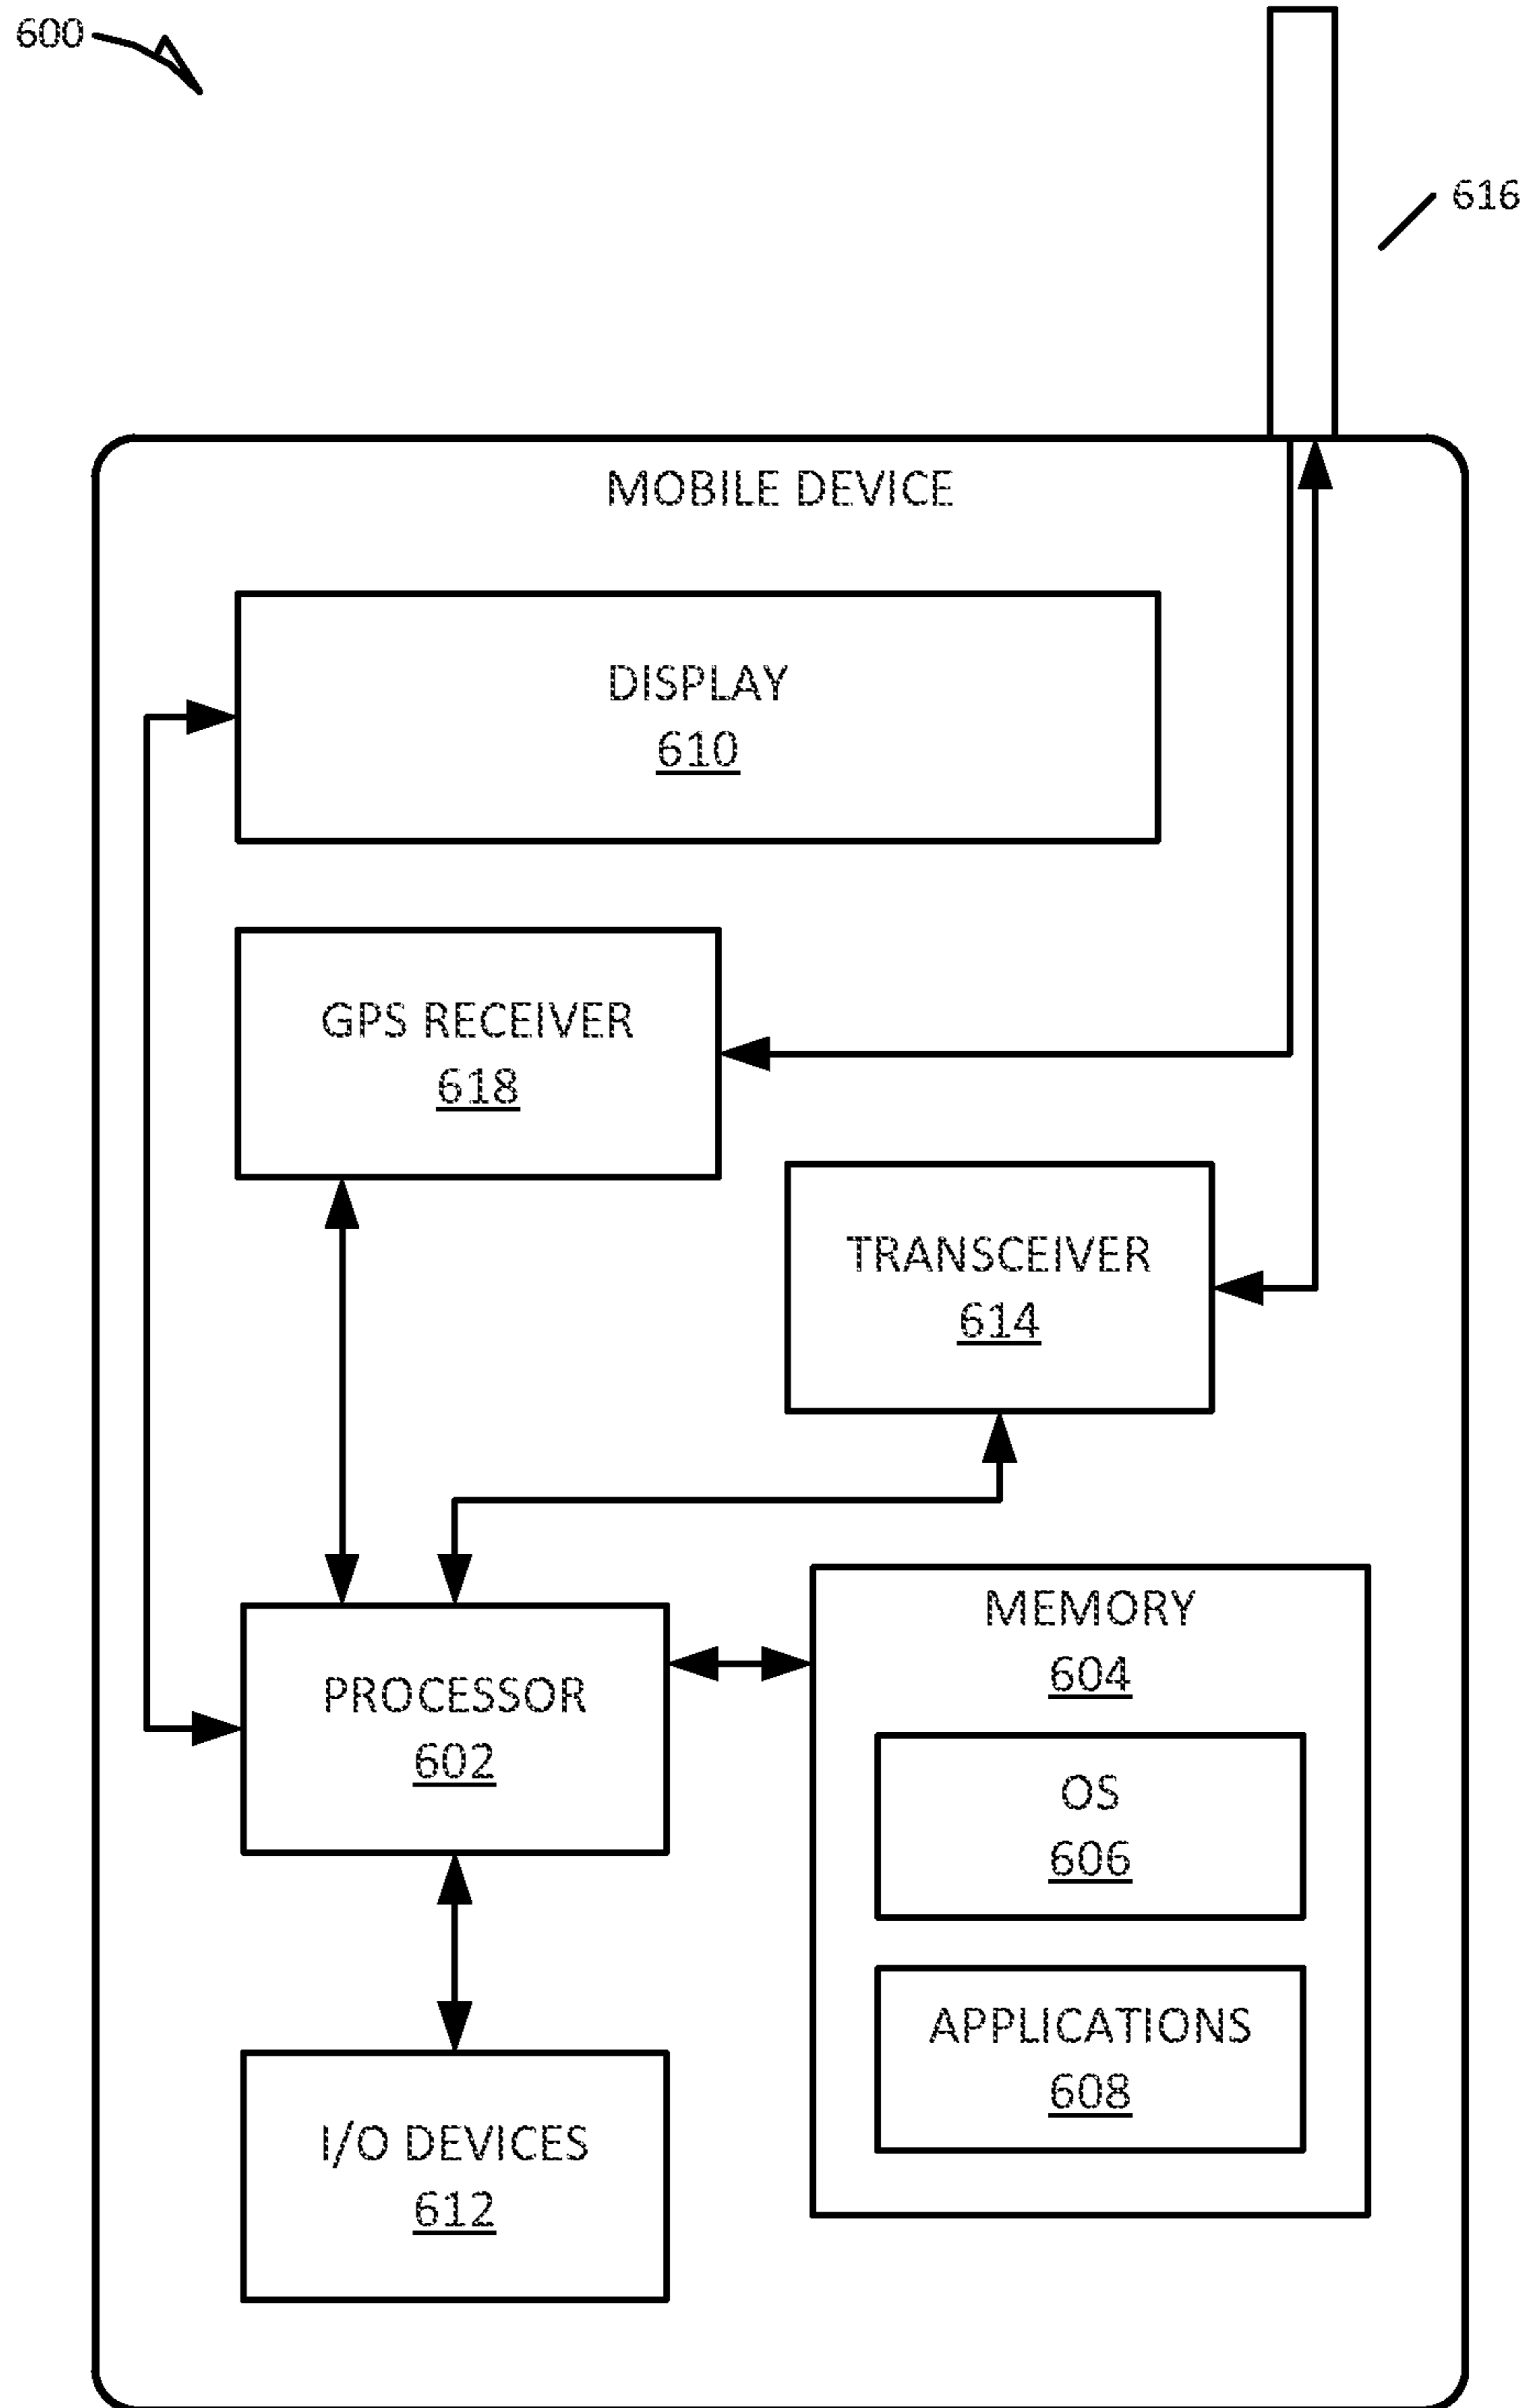 600
616
MOBILE DEVICE
DISPLAY
610
GPS RECEIVER
618
TRANSCEIVER
614
PROCESSOR
602
MEMORY
604
OS
606
APPLICATIONS
608
I/O DEVICES
612